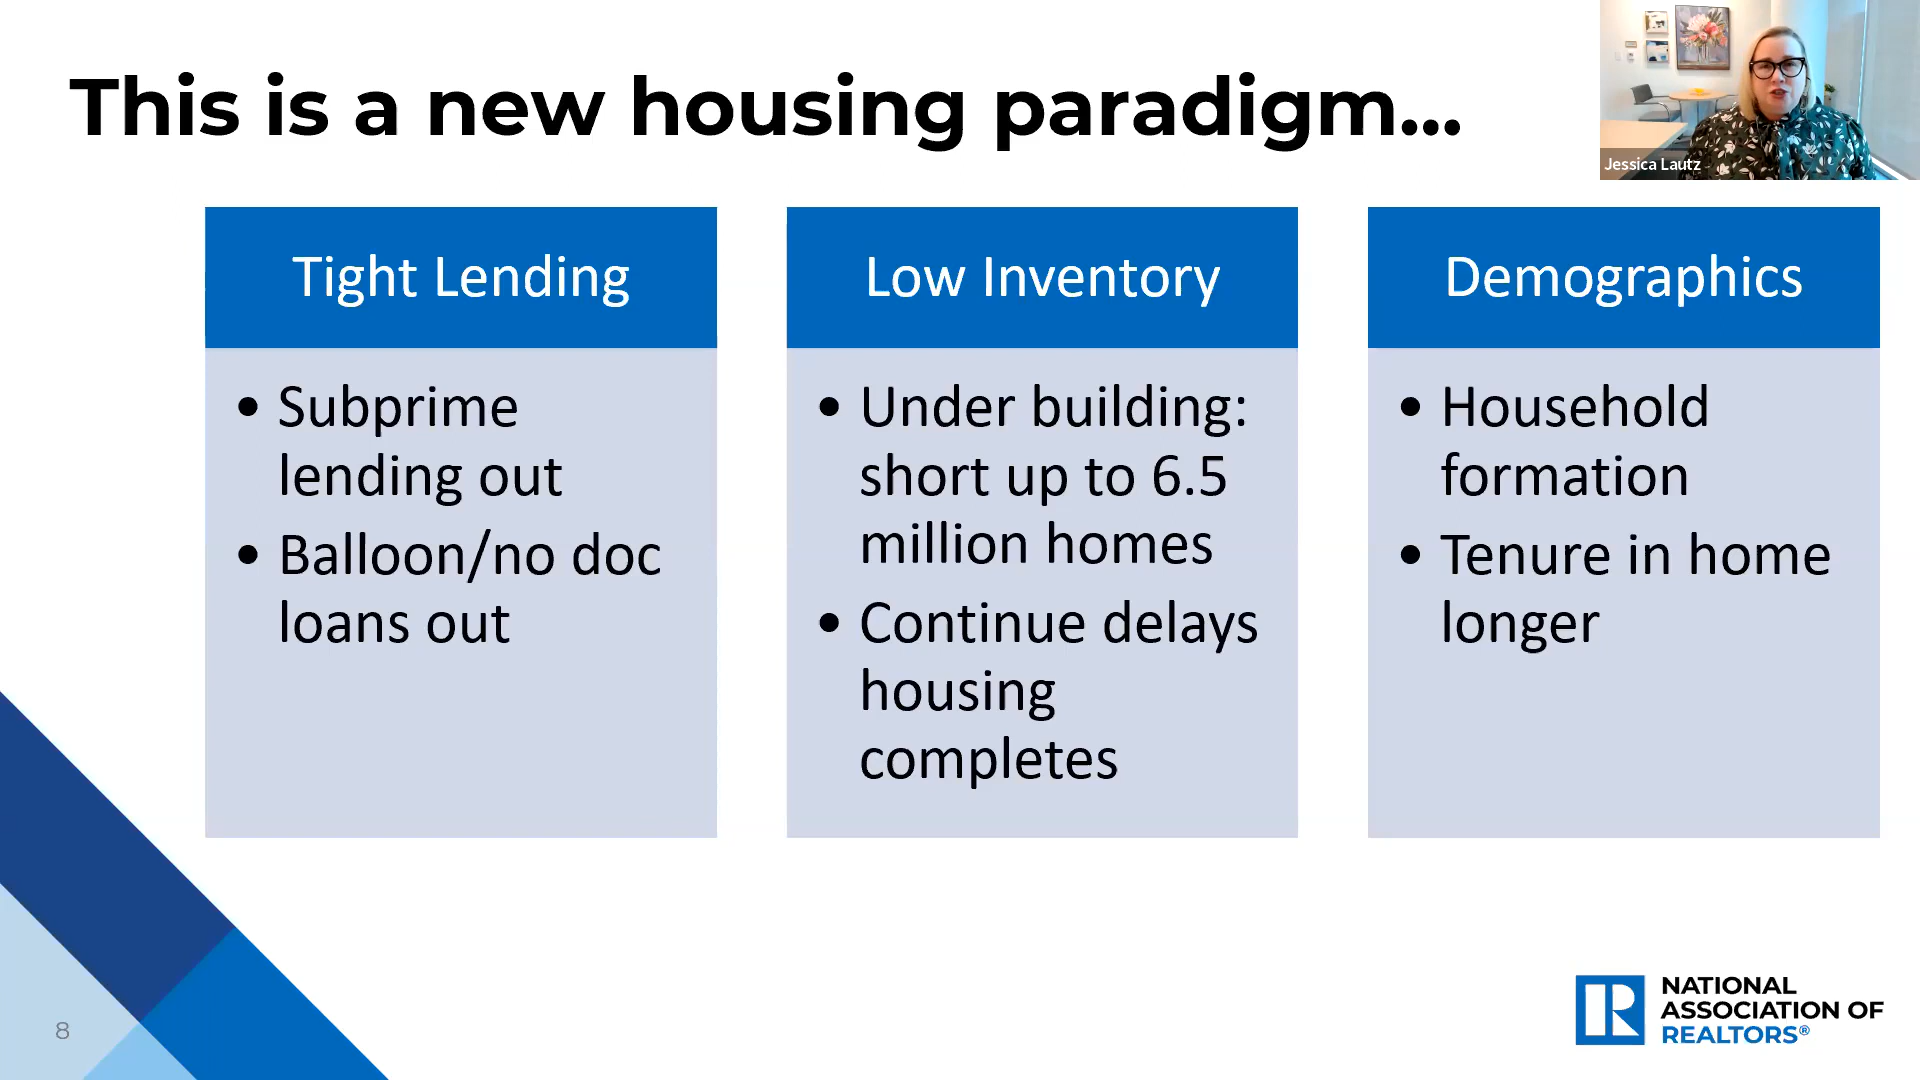 This is a new housing paradigm...
Jessica Lautz
Tight Lending
• Subprime
lending out
• Balloon/no doc
loans out
Low Inventory
• Under building:
short up to 6.5
million homes
• Continue delays
housing
completes
Demographics
• Household
formation
• Tenure in home
longer
8
NATIONAL
ASSOCIATION OF
REALTORS®